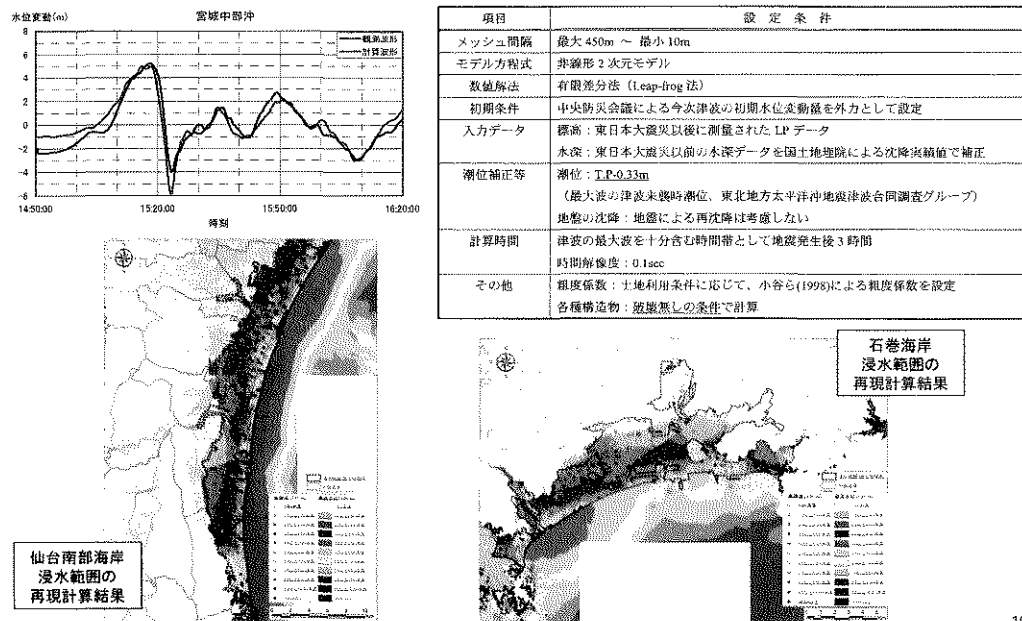 水位変動(m)
宮城中部沖
観測波形
計算波形
8
6
4
2
0
-2
-4
-6
14:50:00
15:20:00
15:50:00
16:20:00
時刻
項目
設定条件
メッシュ間隔
最大 450m ～ 最小 10m
モデル方程式
非線形 2 次元モデル
数値解法
有限差分法（Leap-frog 法）
初期条件
中央防災会議による今次津波の初期水位変動量を外力として設定
入力データ
標高：東日本大震災以後に測量された LP データ
水深：東日本大震災以前の水深データを国土地理院による沈降実績値で補正
潮位補正等
潮位：T.P-0.33m
（最大波の津波来襲時潮位、東北地方太平洋沖地震津波合同調査グループ）
地盤の沈降：地震による再沈降は考慮しない
計算時間
津波の最大波を十分含む時間帯として地震発生後 3 時間
時間解像度：0.1sec
その他
粗度係数：土地利用条件に応じて、小谷ら(1998)による粗度係数を設定
各種構造物：破壊無しの条件で計算
仙台南部海岸
浸水範囲の
再現計算結果
石巻海岸
浸水範囲の
再現計算結果